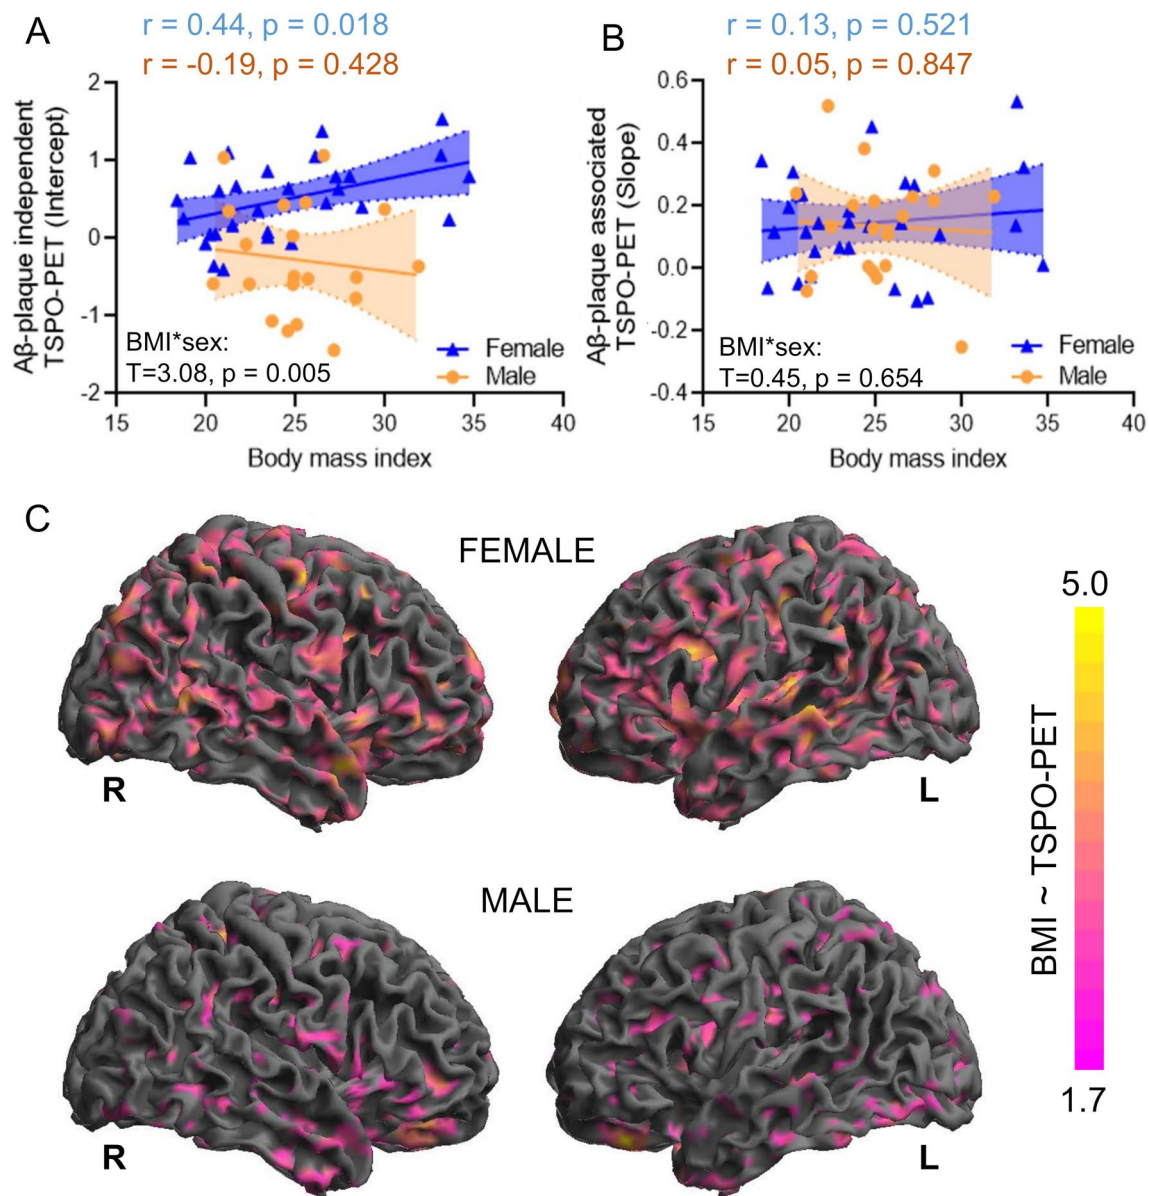 A
r = 0.44, p = 0.018
r = -0.19, p = 0.428
Aβ-plaque independent
TSPO-PET (Intercept)
2
1
0
-1
-2
BMI*sex:
T=3.08, p = 0.005
Female
Male
15
20
25
30
35
40
Body mass index
B
r = 0.13, p = 0.521
r = 0.05, p = 0.847
Aβ-plaque associated
TSPO-PET (Slope)
0.6
0.4
0.2
0.0
-0.2
-0.4
BMI*sex:
T=0.45, p = 0.654
Female
Male
15
20
25
30
35
40
Body mass index
C
FEMALE
R
L
MALE
R
L
5.0
BMI ~ TSPO-PET
1.7